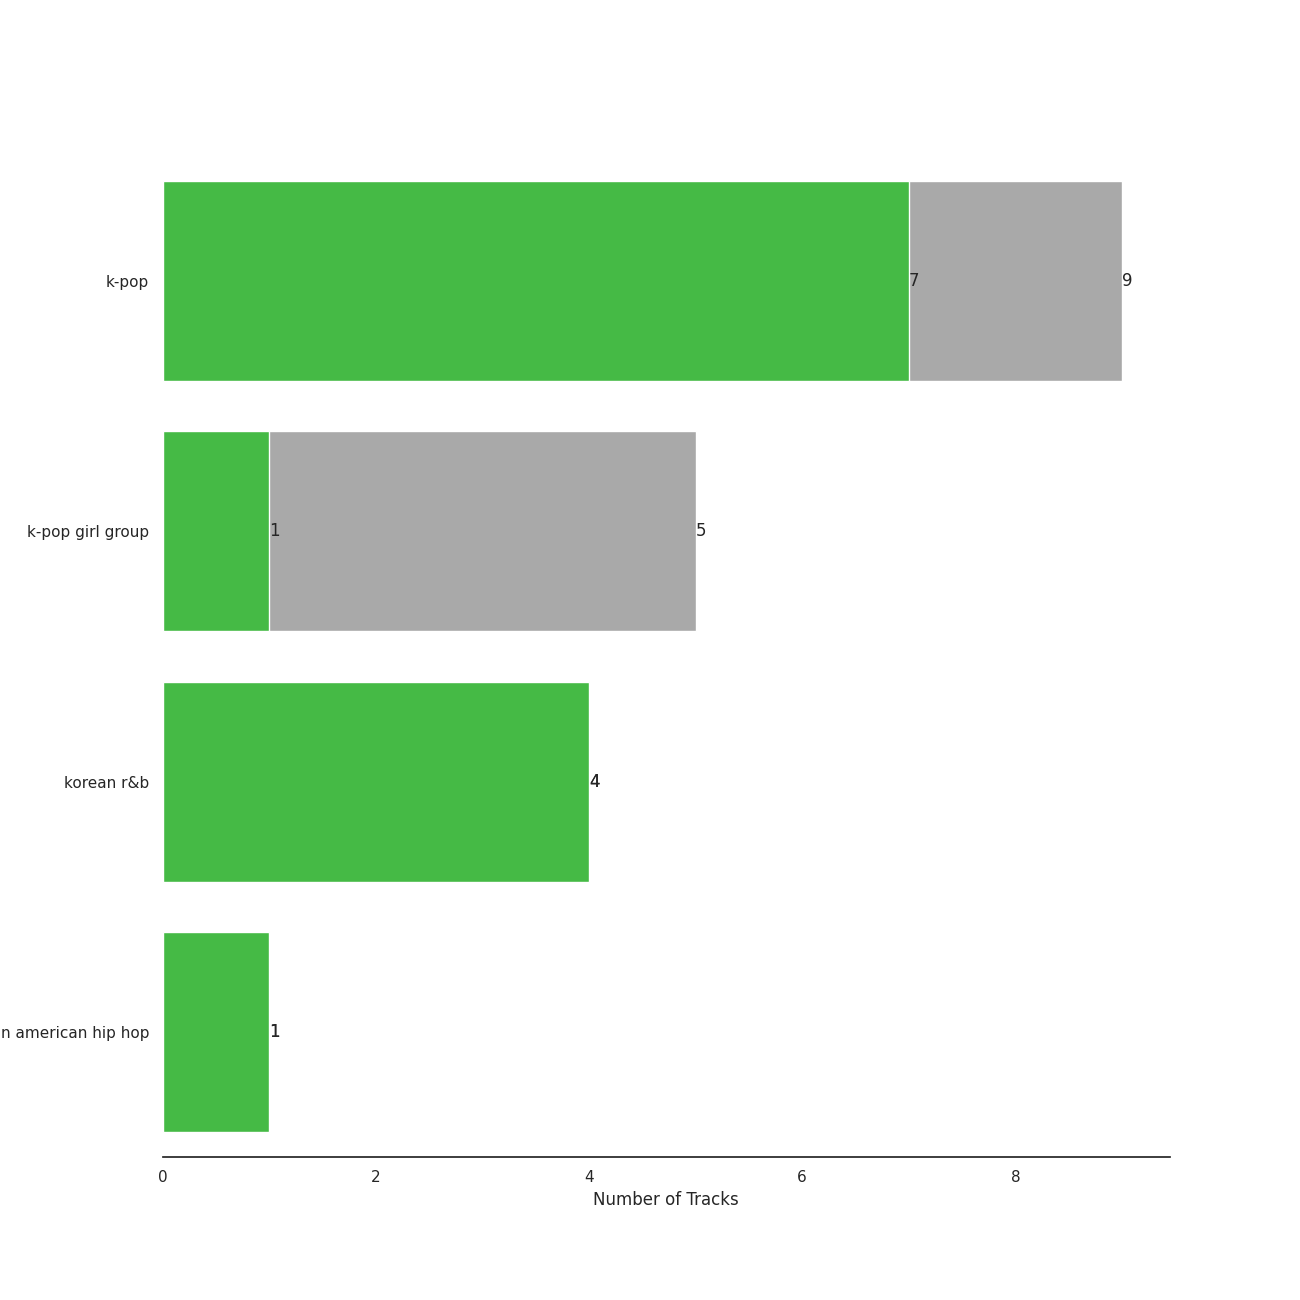 k-pop 7 9
k-pop girl group 1 5
korean r&b 4
n american hip hop 1
0 2 4 6 8
Number of Tracks